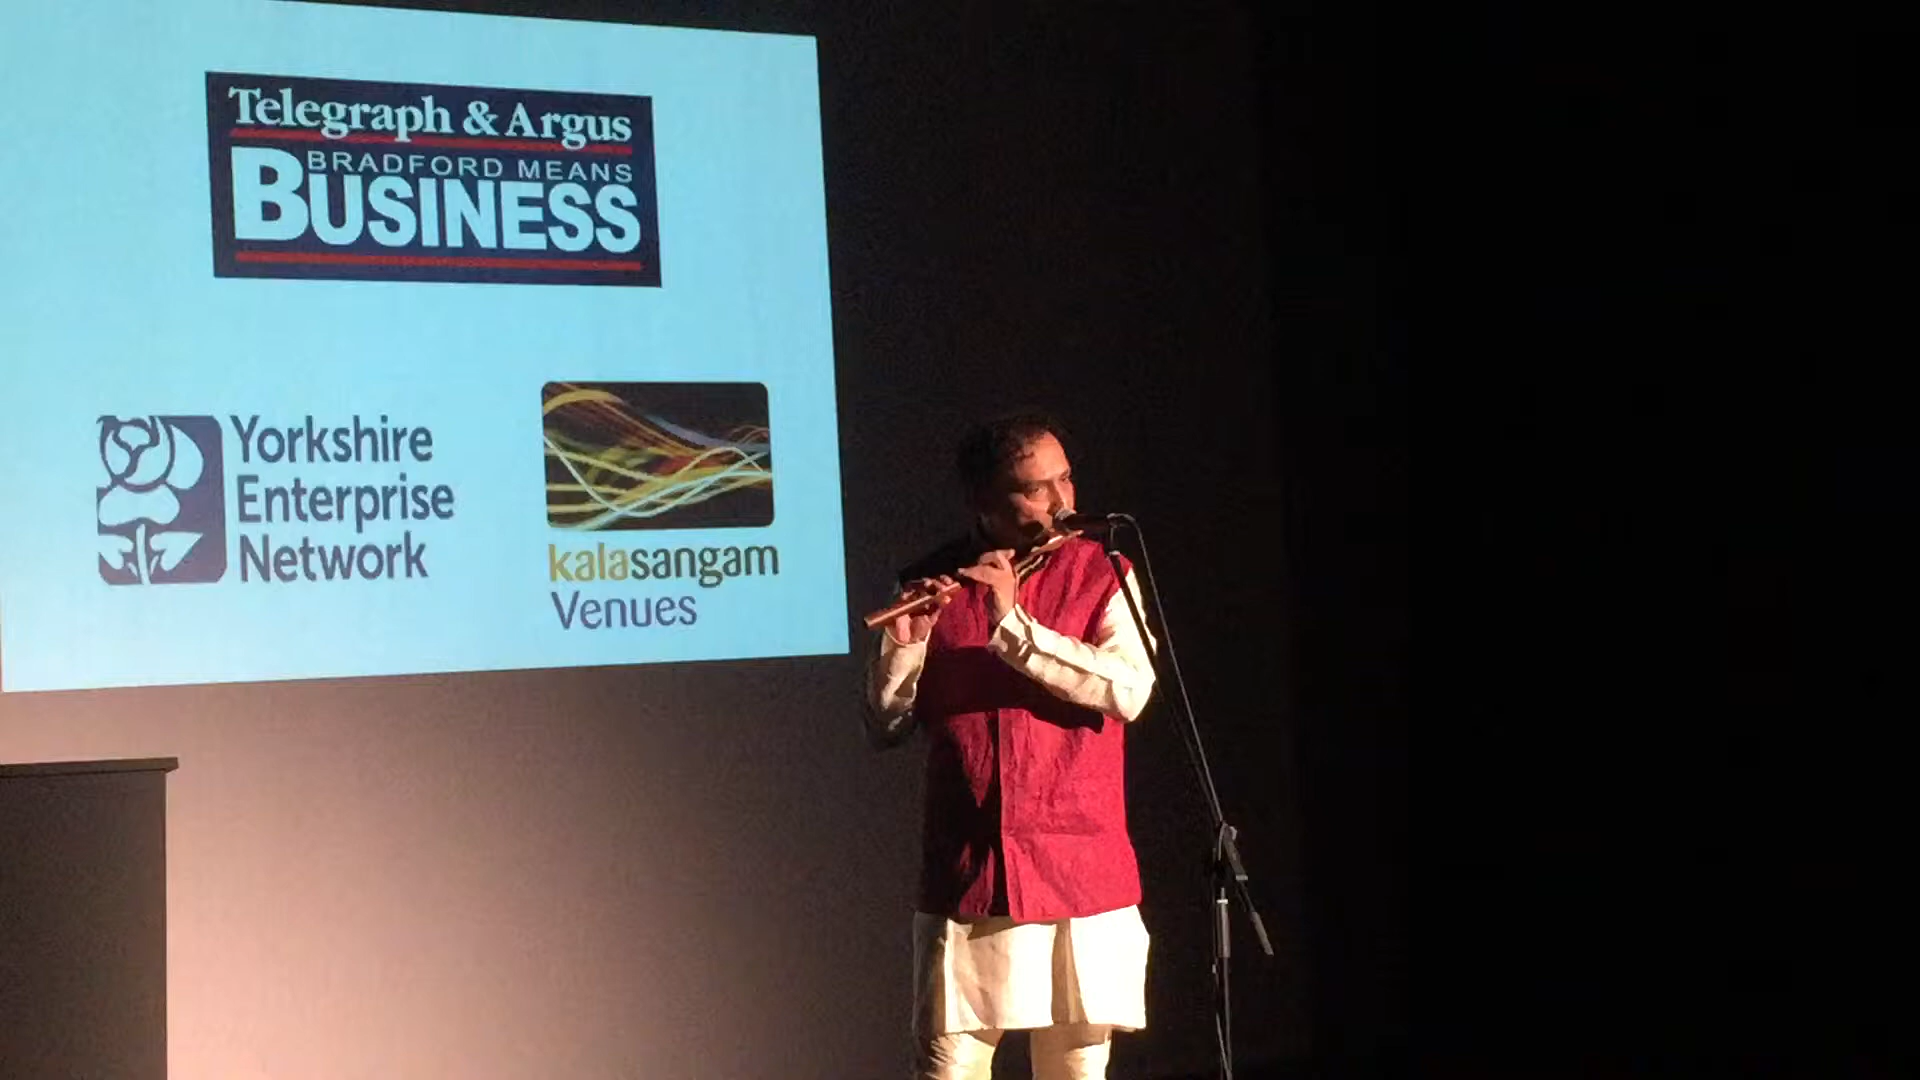 Telegraph & Argus
BRADFORD MEANS
BUSINESS
Yorkshire
Enterprise
Network
kalasangam
Venues